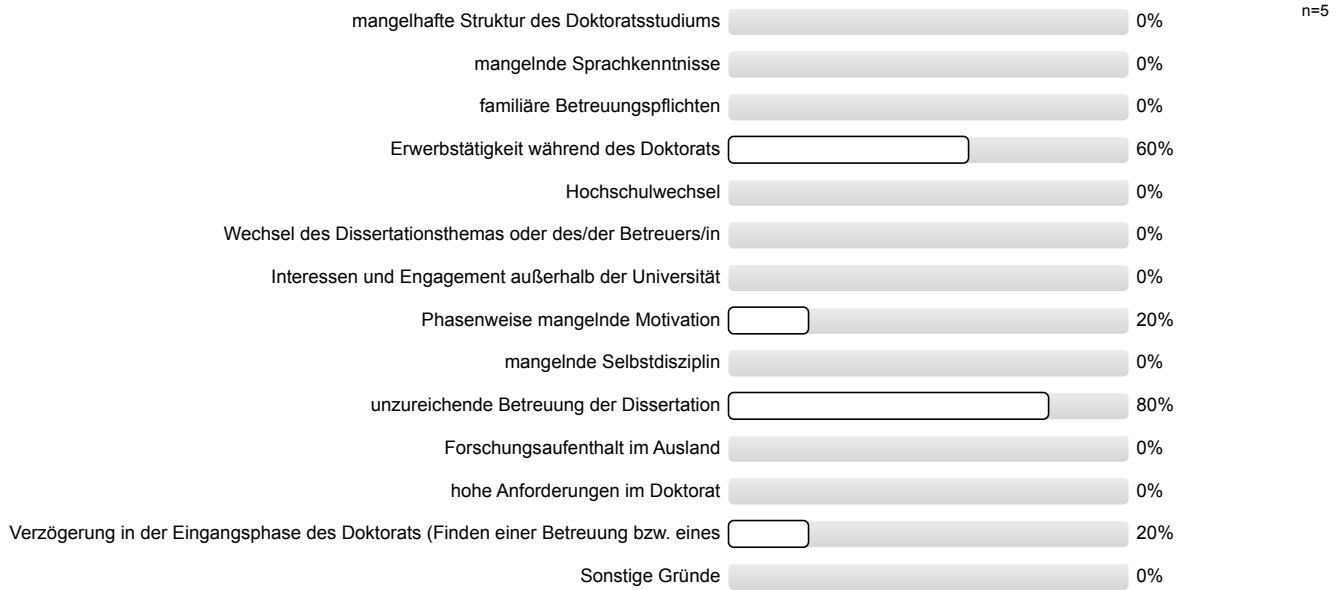 mangelhafte Struktur des Doktoratsstudiums 0% n=5
mangelnde Sprachkenntnisse 0%
familiäre Betreuungspflichten 0%
Erwerbstätigkeit während des Doktorats 60%
Hochschulwechsel 0%
Wechsel des Dissertationsthemas oder des/der Betreuers/in 0%
Interessen und Engagement außerhalb der Universität 0%
Phasenweise mangelnde Motivation 20%
mangelnde Selbstdisziplin 0%
unzureichende Betreuung der Dissertation 80%
Forschungsaufenthalt im Ausland 0%
hohe Anforderungen im Doktorat 0%
Verzögerung in der Eingangsphase des Doktorats (Finden einer Betreuung bzw. eines 20%
Sonstige Gründe 0%